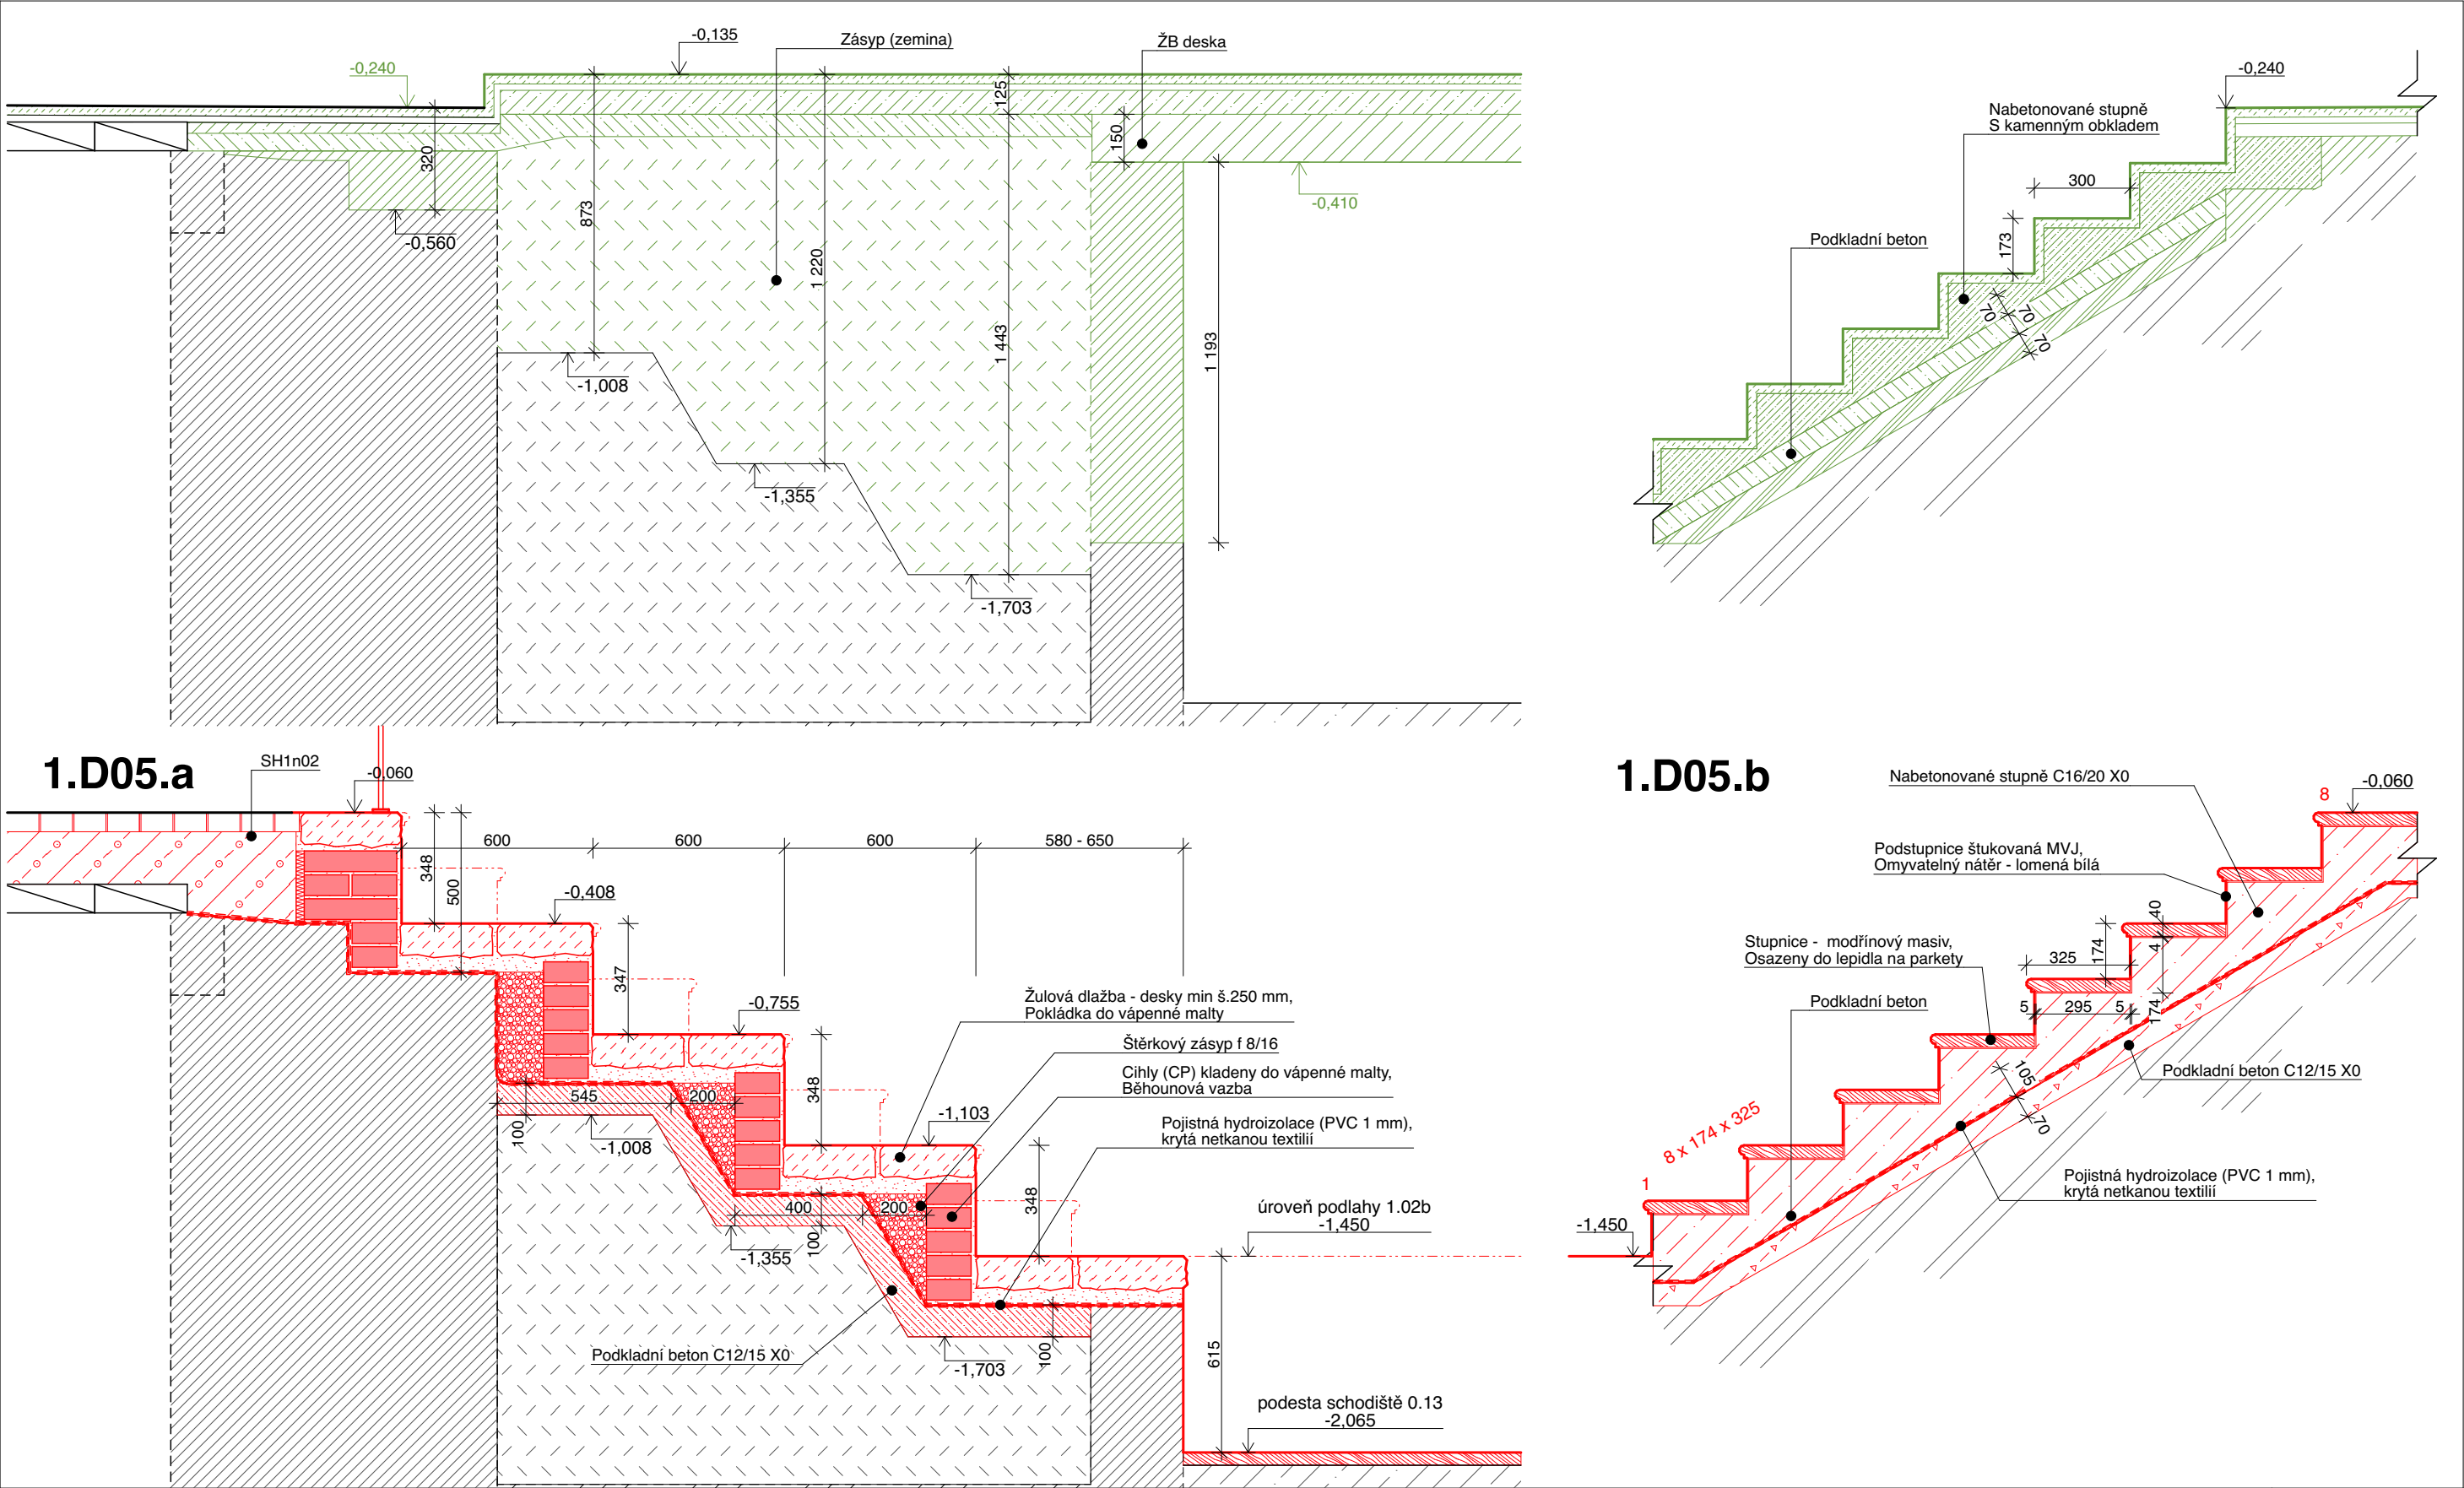 -0,135
Zásyp (zemina)
ŽB deska
-0,240
125
150
320
873
1 220
1 443
1 193
-0,410
-0,560
-1,008
-1,355
-1,703
-0,240
Nabetonované stupně
S kamenným obkladem
300
173
Podkladní beton
70
70
70
1.D05.a
SH1n02
-0,060
600
600
600
580 - 650
348
500
-0,408
347
-0,755
Žulová dlažba - desky min š.250 mm,
Pokládka do vápenné malty
Štěrkový zásyp f 8/16
Cihly (CP) kladeny do vápenné malty,
Běhounová vazba
545
200
348
-1,103
100
-1,008
Pojistná hydroizolace (PVC 1 mm),
krytá netkanou textilií
400
200
348
úroveň podlahy 1.02b
-1,450
100
-1,355
Podkladní beton C12/15 X0
-1,703
100
615
podesta schodiště 0.13
-2,065
1.D05.b
Nabetonované stupně C16/20 X0
8
-0,060
Podstupnice štukovaná MVJ,
Omyvatelný nátěr - lomená bílá
40
174
4
Stupnice - modřínový masiv,
Osazeny do lepidla na parkety
325
Podkladní beton
5
295
5
174
105
70
Podkladní beton C12/15 X0
8 x 174 x 325
1
Pojistná hydroizolace (PVC 1 mm),
krytá netkanou textilií
-1,450